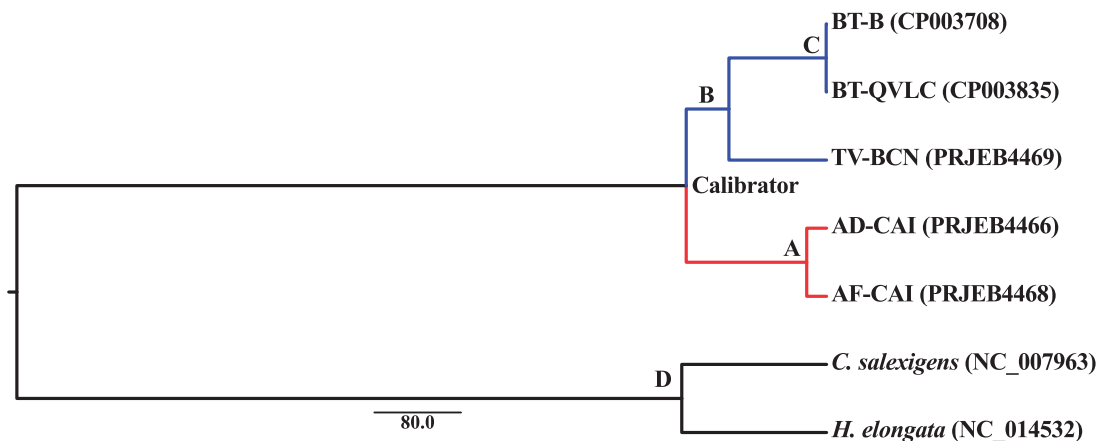 BT-B (CP003708)
C
BT-QVLC (CP003835)
B
TV-BCN (PRJEB4469)
Calibrator
AD-CAI (PRJEB4466)
A
AF-CAI (PRJEB4468)
C. salexigens (NC_007963)
D
80.0
H. elongata (NC_014532)